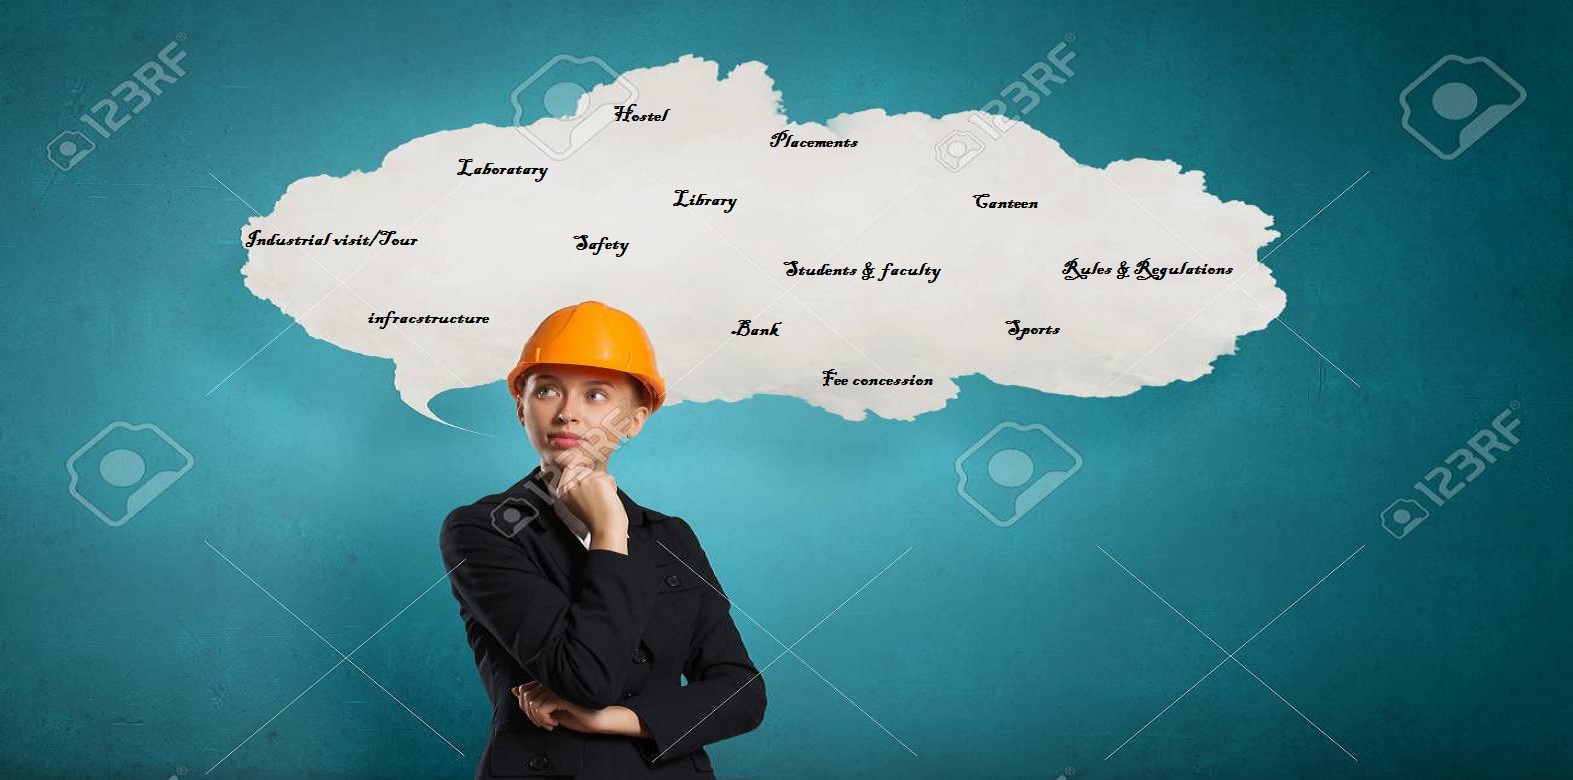 Hostel
Placements
Laboratary
Library
Canteen
Industrial visit/Tour
Safety
Students & faculty
Rules & Regulations
infracstructure
Bank
Sports
Fee concession
123RF
123RF
123RF
123RF